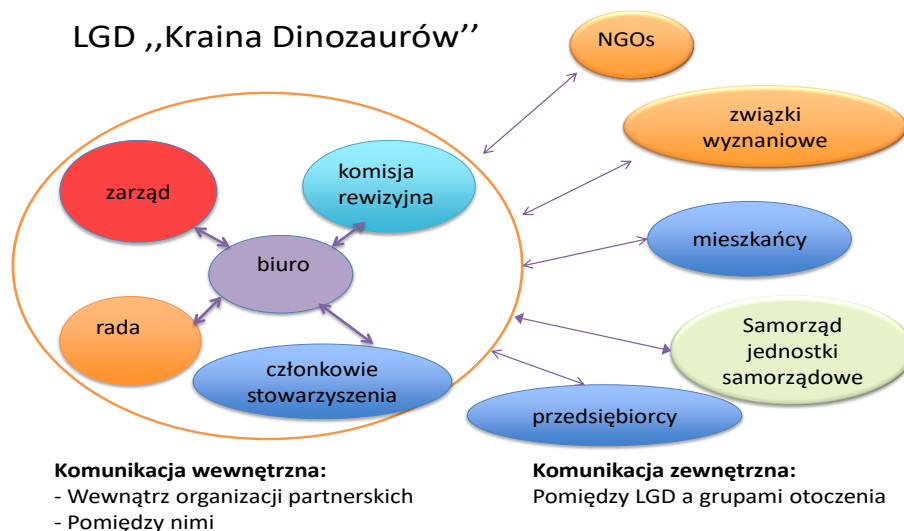 LGD ,,Kraina Dinozaurów’’
NGOs
związki
wyznaniowe
zarząd
komisja
rewizyjna
biuro
mieszkańcy
rada
członkowie
stowarzyszenia
Samorząd
jednostki
samorządowe
przedsiębiorcy
Komunikacja wewnętrzna:
- Wewnątrz organizacji partnerskich
- Pomiędzy nimi
Komunikacja zewnętrzna:
Pomiędzy LGD a grupami otoczenia